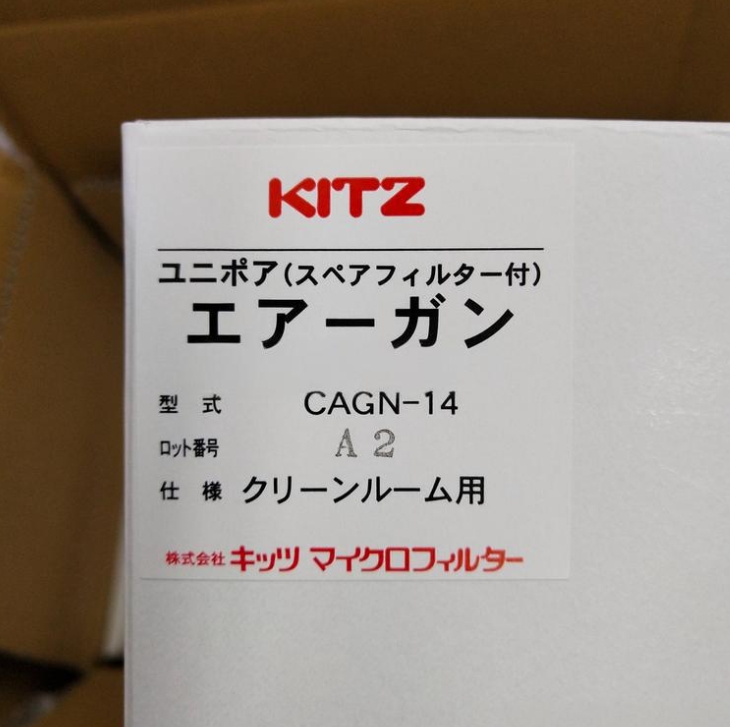 KITZ
ユニポア(スペアフィルター付)
エアーガン
型 式 CAGN-14
ロット番号 A2
仕 様 クリーンルーム用
株式会社 キッツ マイクロフィルター